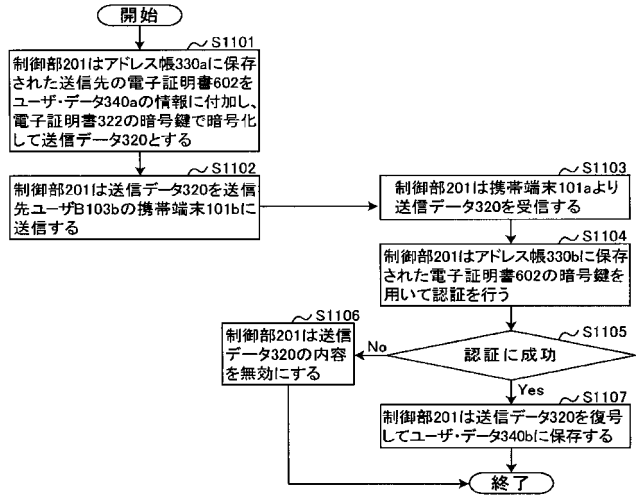 開始
S1101
制御部201はアドレス帳330aに保存
された送信先の電子証明書602を
ユーザ・データ340aの情報に付加し、
電子証明書322の暗号鍵で暗号化
して送信データ320とする
S1102
制御部201は送信データ320を送信
先ユーザB103bの携帯端末101bに
送信する
S1103
制御部201は携帯端末101aより
送信データ320を受信する
S1104
制御部201はアドレス帳330bに保存
された電子証明書602の暗号鍵を
用いて認証を行う
S1105
認証に成功
No
Yes
S1106
制御部201は送信
データ320の内容
を無効にする
S1107
制御部201は送信データ320を復号
してユーザ・データ340bに保存する
終了